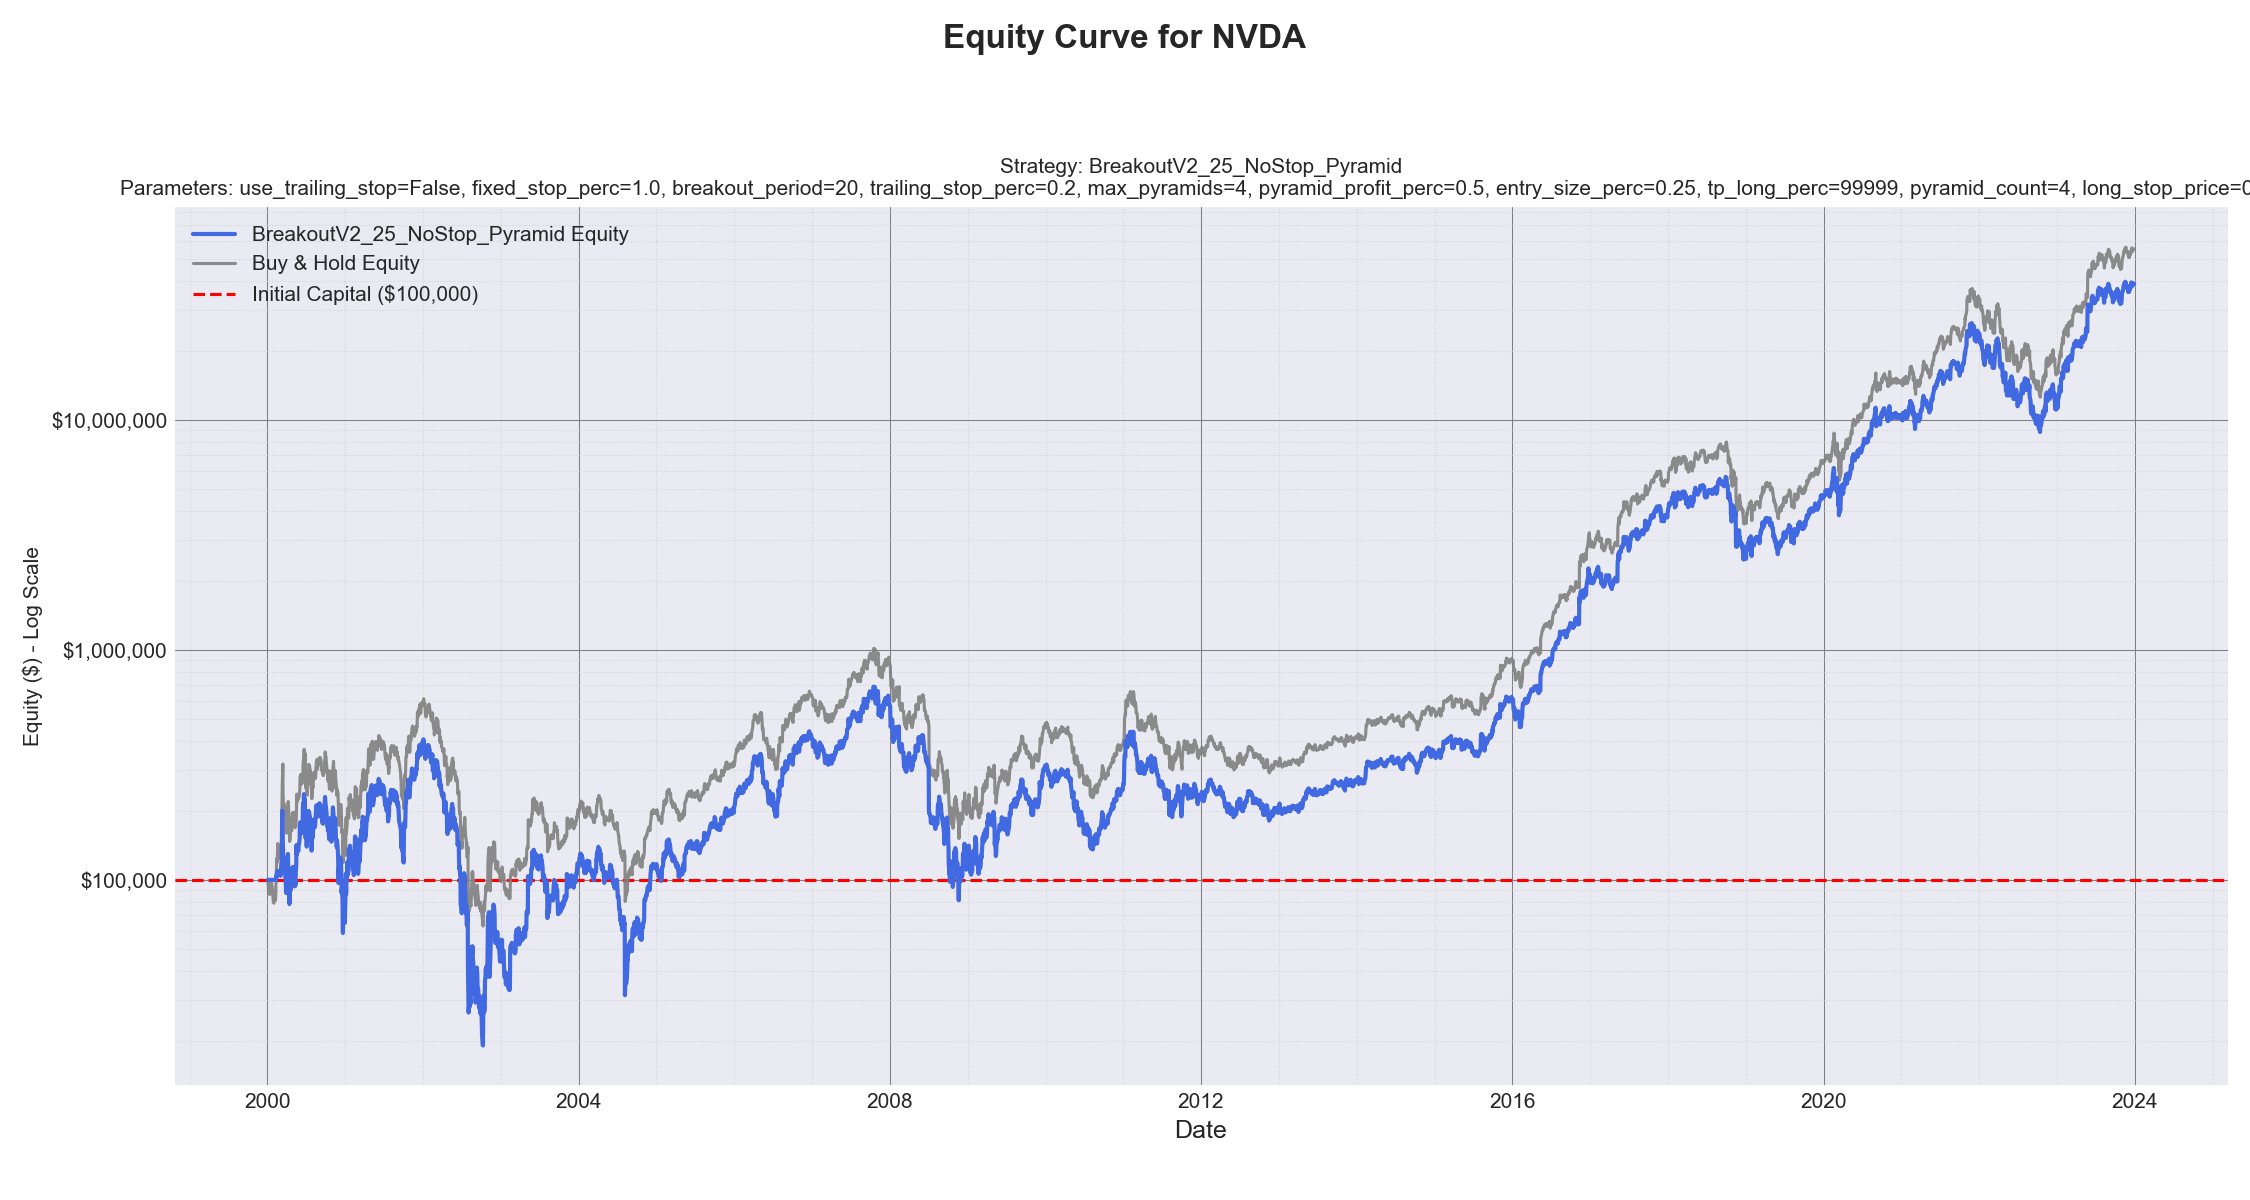 Equity Curve for NVDA
Strategy: BreakoutV2_25_NoStop_Pyramid
Parameters: use_trailing_stop=False, fixed_stop_perc=1.0, breakout_period=20, trailing_stop_perc=0.2, max_pyramids=4, pyramid_profit_perc=0.5, entry_size_perc=0.25, tp_long_perc=99999, pyramid_count=4, long_stop_price=0
BreakoutV2_25_NoStop_Pyramid Equity
Buy & Hold Equity
Initial Capital ($100,000)
Equity ($) - Log Scale
$10,000,000
$1,000,000
$100,000
2000
2004
2008
2012
2016
2020
2024
Date